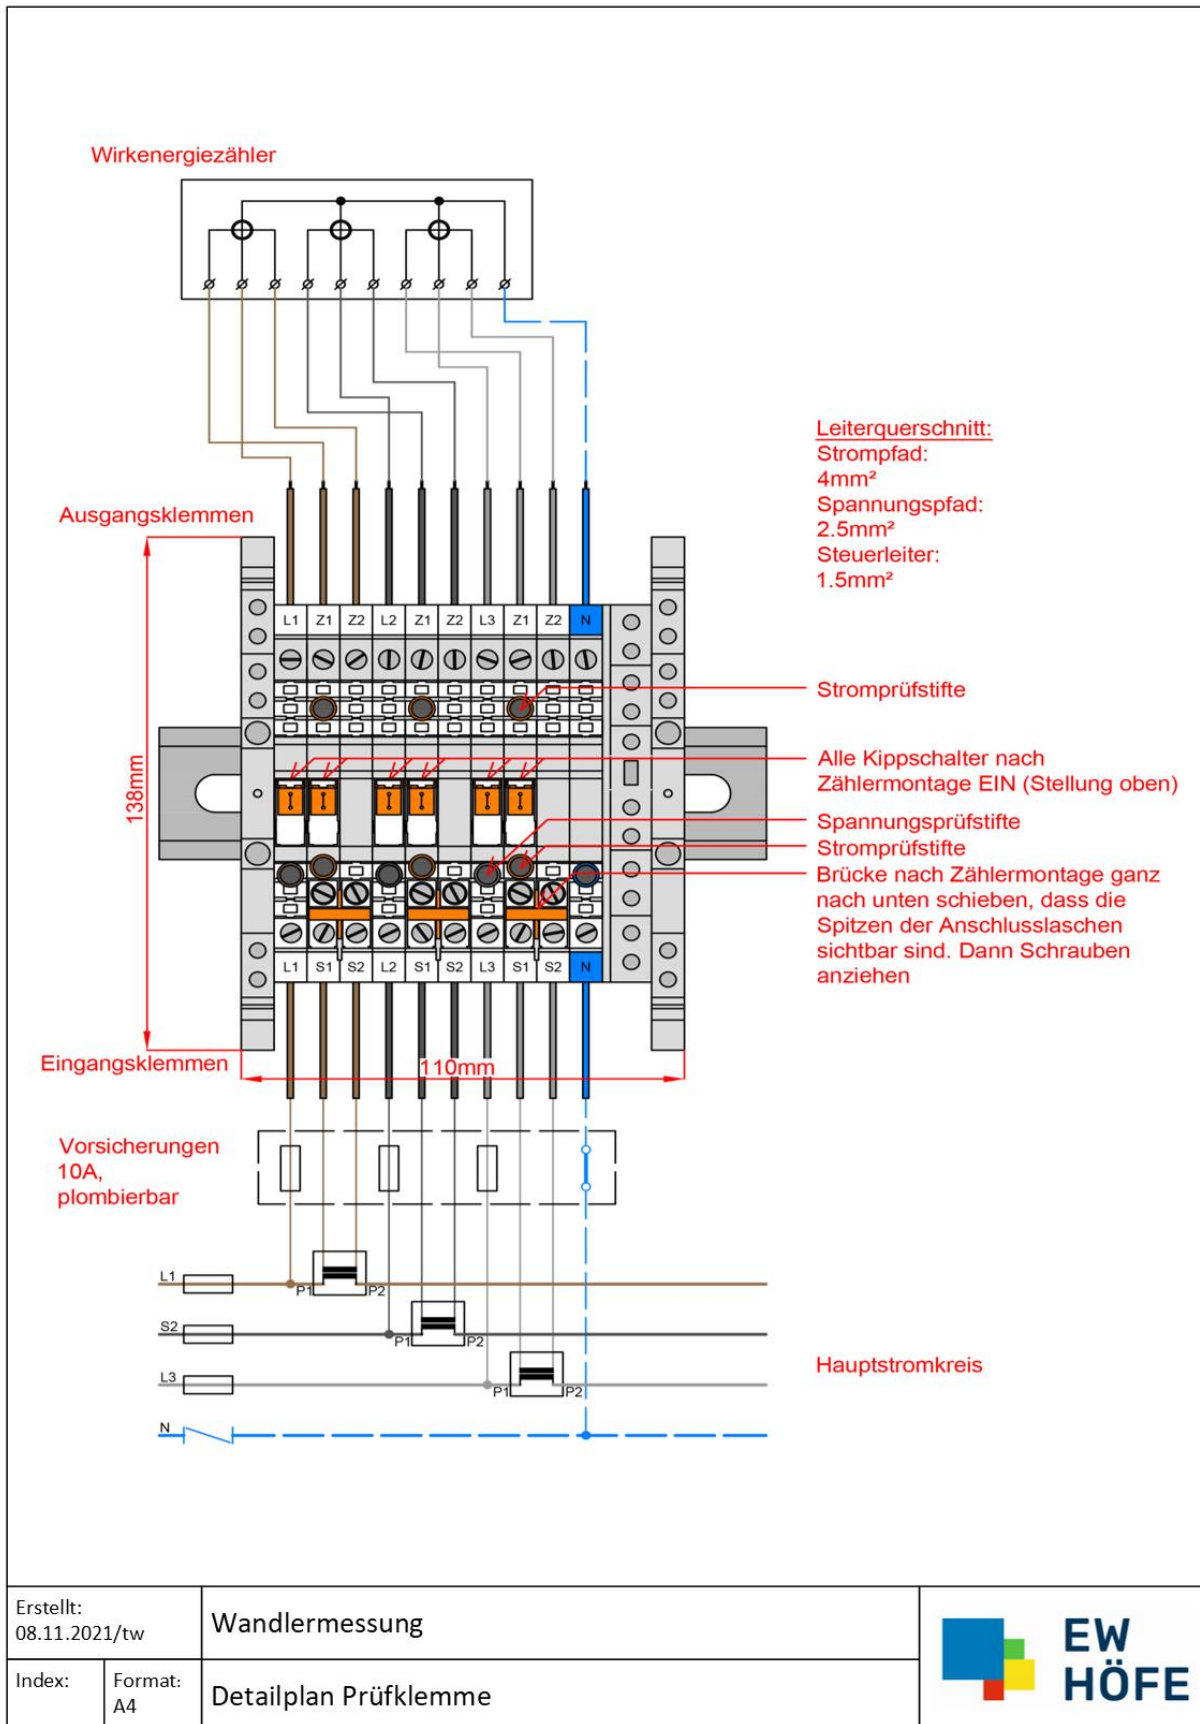 Wirkenergiezähler
Leiterquerschnitt:
Strompfad:
4mm²
Spannungspfad:
2.5mm²
Steuerleiter:
1.5mm²
Ausgangsklemmen
L1 Z1 Z2 L2 Z1 Z2 L3 Z1 Z2 N
Stromprüfstifte
Alle Kippschalter nach
Zählermontage EIN (Stellung oben)
138mm
Spannungsprüfstifte
Stromprüfstifte
Brücke nach Zählermontage ganz
nach unten schieben, dass die
Spitzen der Anschlusslaschen
sichtbar sind. Dann Schrauben
anziehen
L1 S1 S2 L2 S1 S2 L3 S1 S2 N
Eingangsklemmen
110mm
Vorsicherungen
10A,
plombierbar
L1
P1 P2
S2
P1 P2
L3
P1 P2
Hauptstromkreis
N
Erstellt:
08.11.2021/tw
Wandlermessung
Index:
Format:
A4
Detailplan Prüfklemme
EW
HÖFE